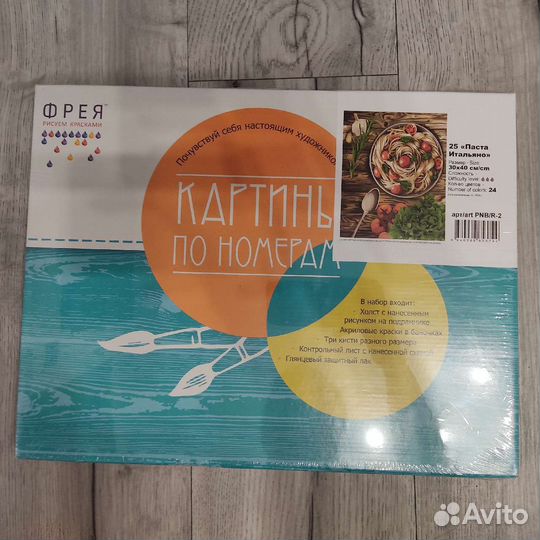 ФРЕЯ
РИСУЕМ КРАСКАМИ
Почувствуй себя настоящим художником
КАРТИНЫ
ПО НОМЕРАМ
25 «Паста
Итальяно»
Размер - Size:
30x40 см/cm
Сложность
Difficulty level:
Кол-во цветов -
Number of colors: 24
арт/art PNB/R-2
В набор входит:
· Холст с нанесенным
рисунком на подрамнике
· Акриловые краски в баночках
· Три кисти разного размера
· Контрольный лист с нанесенной схемой
· Глянцевый защитный лак
Avito